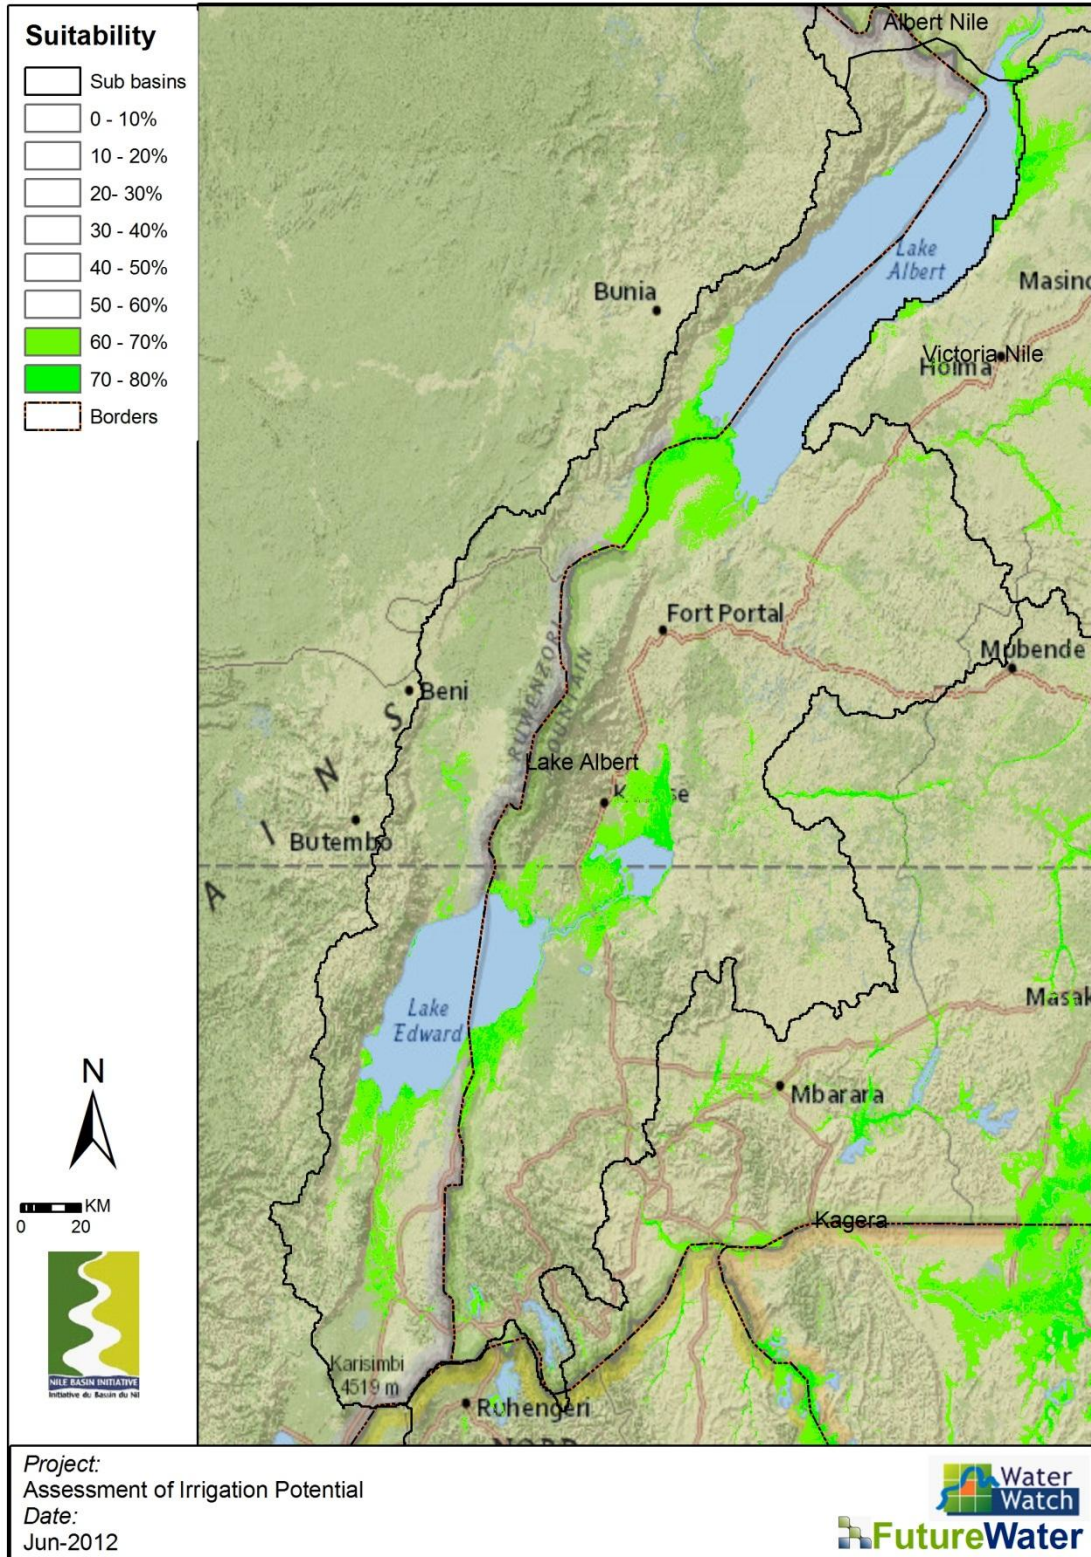 Suitability
Sub basins
0 - 10%
10 - 20%
20- 30%
30 - 40%
40 - 50%
50 - 60%
60 - 70%
70 - 80%
Borders
Albert Nile
Lake
Albert
Bunia
Masind
Victoria Nile
Hoima
Fort Portal
Mubende
RUWENZORI
Beni
Lake Albert
A I N S
Butembo
Lake
Edward
Masak
Mbarara
N
KM
0 20
Kagera
NILE BASIN INITIATIVE
Initiative du Bassin du Nil
Karisimbi
4519 m
Ruhengeri
NORD
Project:
Assessment of Irrigation Potential
Date:
Jun-2012
Water
Watch
FutureWater